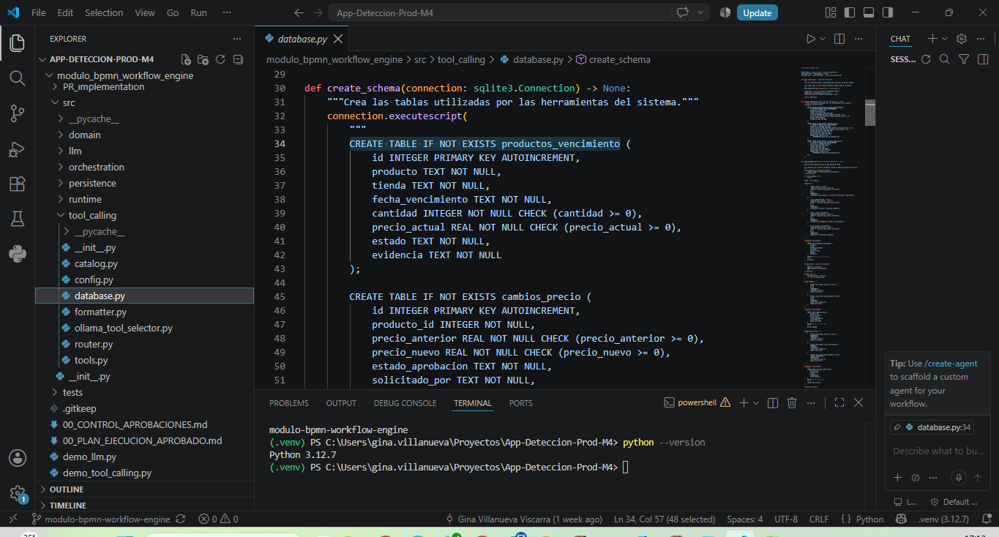 File Edit Selection View Go Run ···
App-Deteccion-Prod-M4
Update
EXPLORER
APP-DETECCION-PROD-M4
modulo_bpmn_workflow_engine
PR_implementation
src
__pycache__
domain
llm
orchestration
persistence
runtime
tool_calling
__pycache__
__init__.py
catalog.py
config.py
database.py
formatter.py
ollama_tool_selector.py
router.py
tools.py
__init__.py
tests
.gitkeep
00_CONTROL_APROBACIONES.md
00_PLAN_EJECUCION_APROBADO.md
demo_llm.py
demo_tool_calling.py
OUTLINE
TIMELINE
database.py
modulo_bpmn_workflow_engine > src > tool_calling > database.py > create_schema
29
30 def create_schema(connection: sqlite3.Connection) -> None:
31 """Crea las tablas utilizadas por las herramientas del sistema."""
32 connection.executescript(
33 """
34 CREATE TABLE IF NOT EXISTS productos_vencimiento (
35 id INTEGER PRIMARY KEY AUTOINCREMENT,
36 producto TEXT NOT NULL,
37 tienda TEXT NOT NULL,
38 fecha_vencimiento TEXT NOT NULL,
39 cantidad INTEGER NOT NULL CHECK (cantidad >= 0),
40 precio_actual REAL NOT NULL CHECK (precio_actual >= 0),
41 estado TEXT NOT NULL,
42 evidencia TEXT NOT NULL
43 );
44
45 CREATE TABLE IF NOT EXISTS cambios_precio (
46 id INTEGER PRIMARY KEY AUTOINCREMENT,
47 producto_id INTEGER NOT NULL,
48 precio_anterior REAL NOT NULL CHECK (precio_anterior >= 0),
49 precio_nuevo REAL NOT NULL CHECK (precio_nuevo >= 0),
50 estado_aprobacion TEXT NOT NULL,
51 solicitado_por TEXT NOT NULL,
PROBLEMS OUTPUT DEBUG CONSOLE TERMINAL PORTS
powershell
modulo-bpmn-workflow-engine
(.venv) PS C:\Users\gina.villanueva\Proyectos\App-Deteccion-Prod-M4> python --version
Python 3.12.7
(.venv) PS C:\Users\gina.villanueva\Proyectos\App-Deteccion-Prod-M4>
CHAT
SESS...
Tip: Use /create-agent
to scaffold a custom
agent for your
workflow.
database.py:34
Describe what to bu...
L...
Default ...
1
modulo-bpmn-workflow-engine
0 0
Gina Villanueva Viscarra (1 week ago)
Ln 34, Col 57 (48 selected)
Spaces: 4
UTF-8
CRLF
{ } Python
.venv (3.12.7)